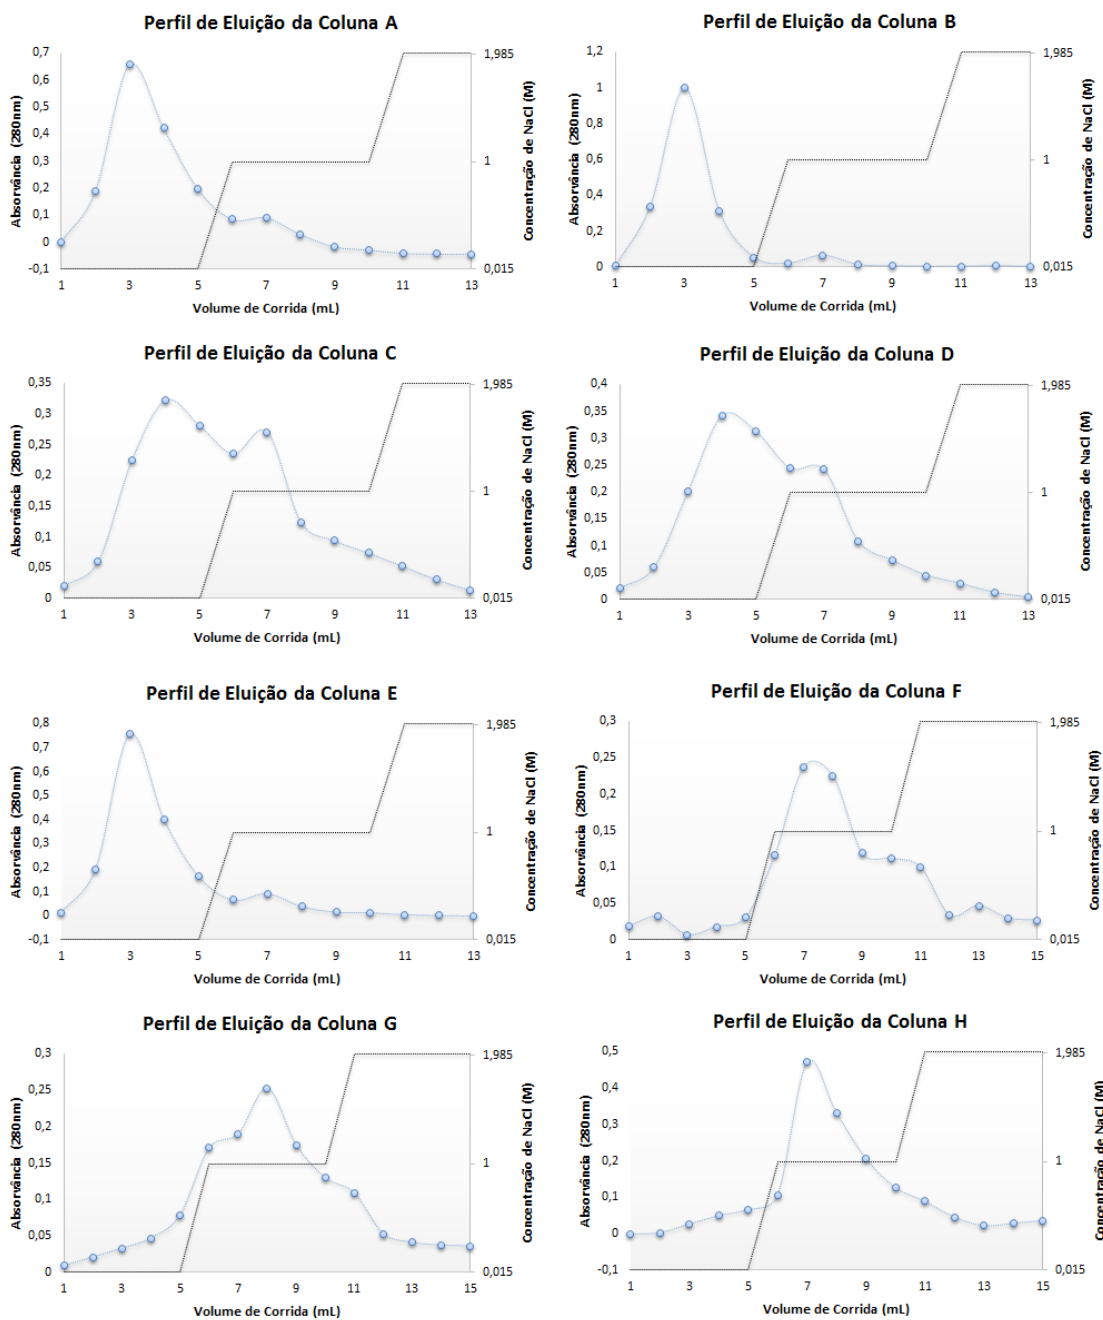 Perfil de Eluição da Coluna A
0,7
0,6
0,5
0,4
0,3
0,2
0,1
0
-0,1
Absorvância (280nm)
1,985
1
0,015
Concentração de NaCl (M)
1 3 5 7 9 11 13
Volume de Corrida (mL)
Perfil de Eluição da Coluna B
1,2
1
0,8
0,6
0,4
0,2
0
Absorvância (280nm)
1,985
1
0,015
Concentração de NaCl (M)
1 3 5 7 9 11 13
Volume de Corrida (mL)
Perfil de Eluição da Coluna C
0,35
0,3
0,25
0,2
0,15
0,1
0,05
0
Absorvância (280nm)
1,985
1
0,015
Concentração de NaCl (M)
1 3 5 7 9 11 13
Volume de Corrida (mL)
Perfil de Eluição da Coluna D
0,4
0,35
0,3
0,25
0,2
0,15
0,1
0,05
0
Absorvância (280nm)
1,985
1
0,015
Concentração de NaCl (M)
1 3 5 7 9 11 13
Volume de Corrida (mL)
Perfil de Eluição da Coluna E
0,8
0,7
0,6
0,5
0,4
0,3
0,2
0,1
0
-0,1
Absorvância (280nm)
1,985
1
0,015
Concentração de NaCl (M)
1 3 5 7 9 11 13
Volume de Corrida (mL)
Perfil de Eluição da Coluna F
0,3
0,25
0,2
0,15
0,1
0,05
0
Absorvância (280nm)
1,985
1
0,015
Concentração de NaCl (M)
1 3 5 7 9 11 13 15
Volume de Corrida (mL)
Perfil de Eluição da Coluna G
0,3
0,25
0,2
0,15
0,1
0,05
0
Absorvância (280nm)
1,985
1
0,015
Concentração de NaCl (M)
1 3 5 7 9 11 13 15
Volume de Corrida (mL)
Perfil de Eluição da Coluna H
0,5
0,4
0,3
0,2
0,1
0
-0,1
Absorvância (280nm)
1,985
1
0,015
Concentração de NaCl (M)
1 3 5 7 9 11 13 15
Volume de Corrida (mL)